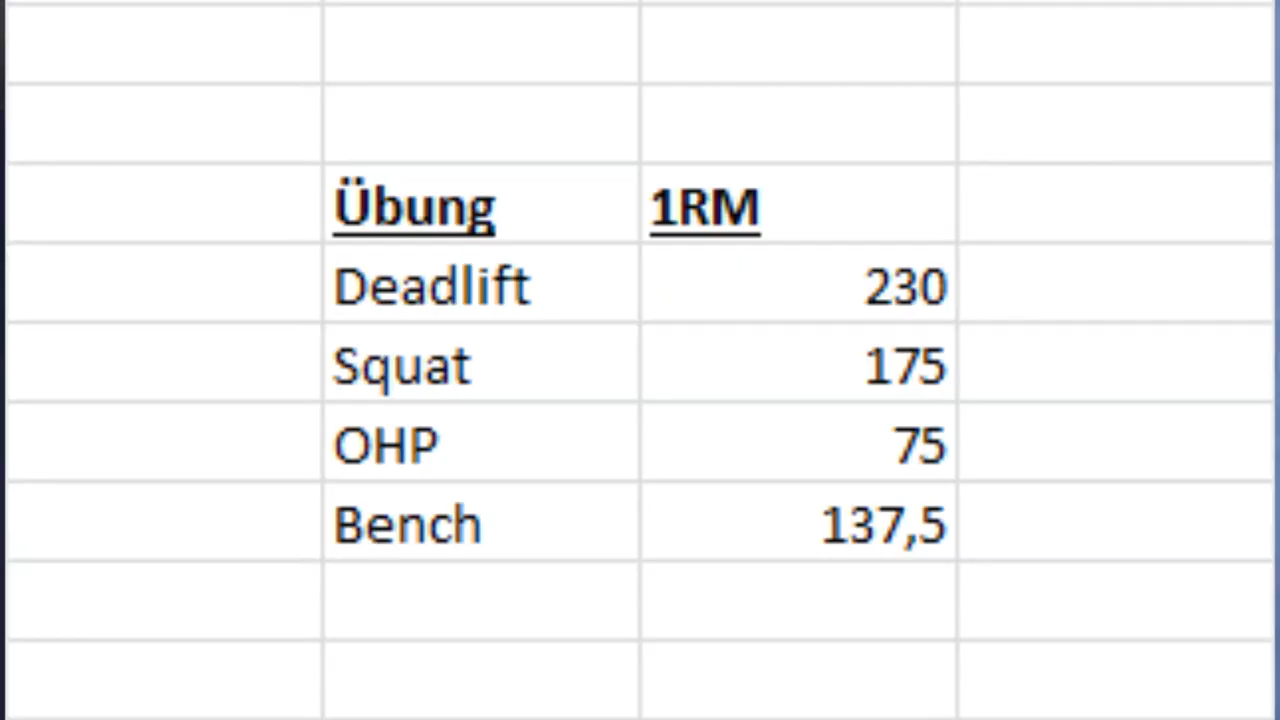 Übung 1RM
Deadlift 230
Squat 175
OHP 75
Bench 137,5